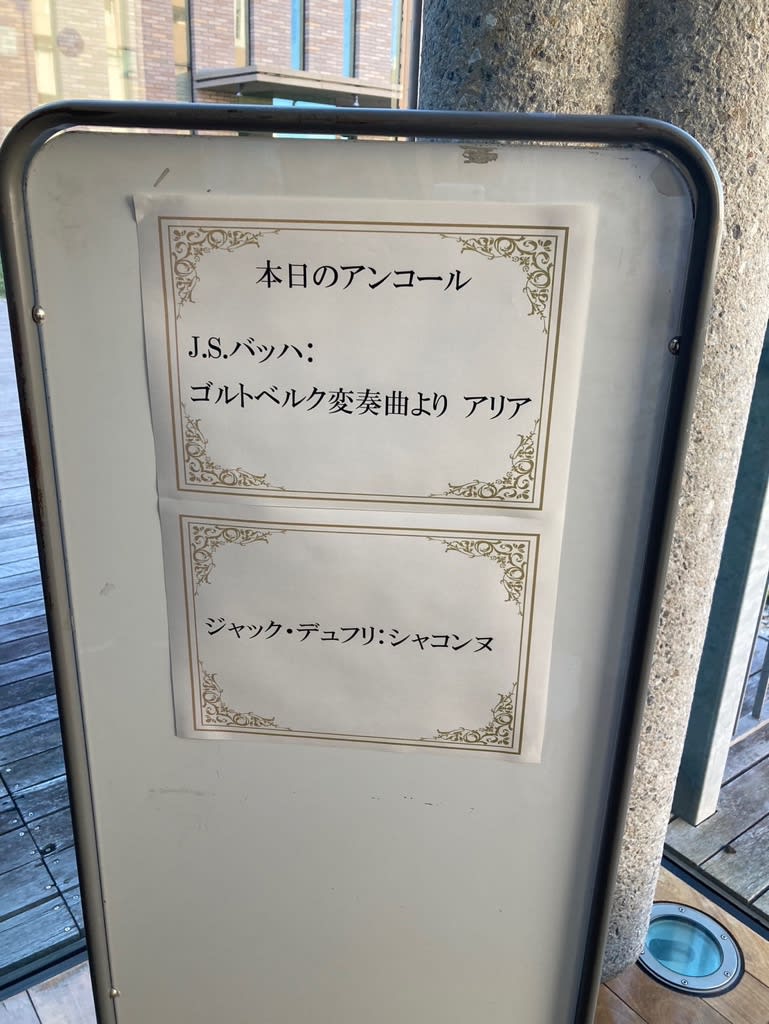 本日のアンコール
J.S.バッハ:
ゴルトベルク変奏曲より アリア
ジャック・デュフリ:シャコンヌ